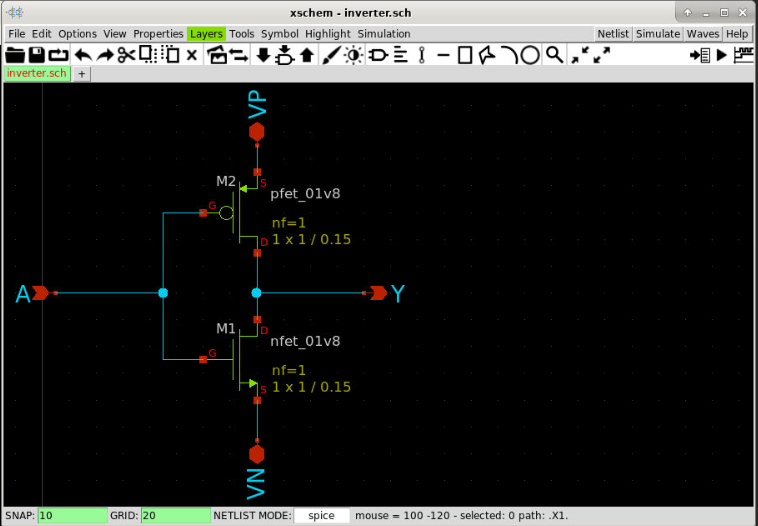 xschem - inverter.sch
File Edit Options View Properties Layers Tools Symbol Highlight Simulation Netlist Simulate Waves Help
inverter.sch +
VP
M2
S
pfet_01v8
G
nf=1
D 1 x 1 / 0.15
A
Y
M1
D
nfet_01v8
G
nf=1
S 1 x 1 / 0.15
VN
SNAP: 10 GRID: 20 NETLIST MODE: spice mouse = 100 -120 - selected: 0 path: .X1.